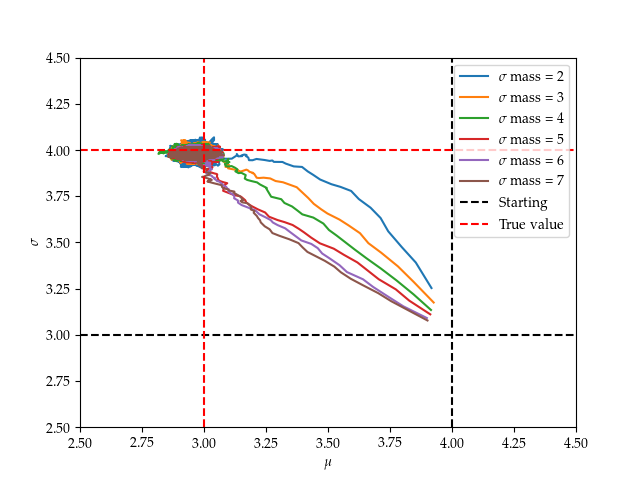 4.50
4.25
4.00
3.75
3.50
3.25
3.00
2.75
2.50
σ
2.50 2.75 3.00 3.25 3.50 3.75 4.00 4.25 4.50
μ
σ mass = 2
σ mass = 3
σ mass = 4
σ mass = 5
σ mass = 6
σ mass = 7
Starting
True value